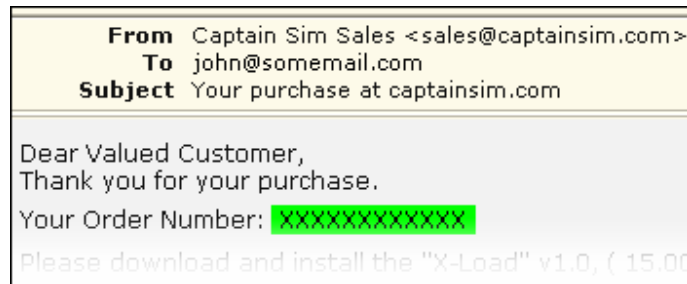 From Captain Sim Sales <sales@captainsim.com>
To john@somemail.com
Subject Your purchase at captainsim.com
Dear Valued Customer,
Thank you for your purchase.
Your Order Number: XXXXXXXXXXXX
Please download and install the "X-Load" v1.0, ( 15.00